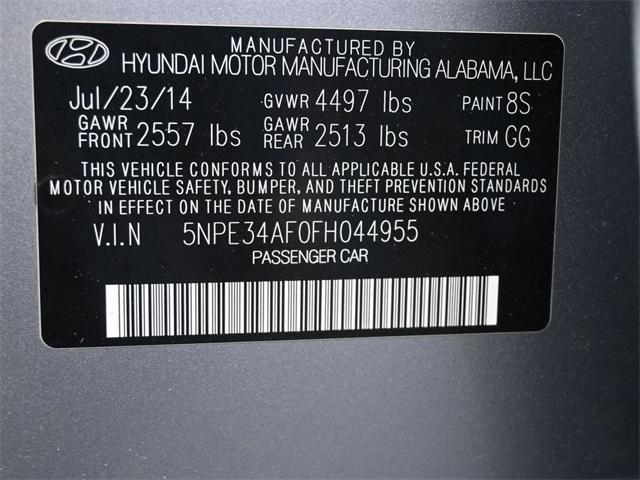 MANUFACTURED BY
HYUNDAI MOTOR MANUFACTURING ALABAMA, LLC
Jul/23/14 GVWR 4497 lbs PAINT 8S
GAWR FRONT 2557 lbs GAWR REAR 2513 lbs TRIM GG
THIS VEHICLE CONFORMS TO ALL APPLICABLE U.S.A. FEDERAL
MOTOR VEHICLE SAFETY, BUMPER, AND THEFT PREVENTION STANDARDS
IN EFFECT ON THE DATE OF MANUFACTURE SHOWN ABOVE
V.I.N 5NPE34AF0FH044955
PASSENGER CAR